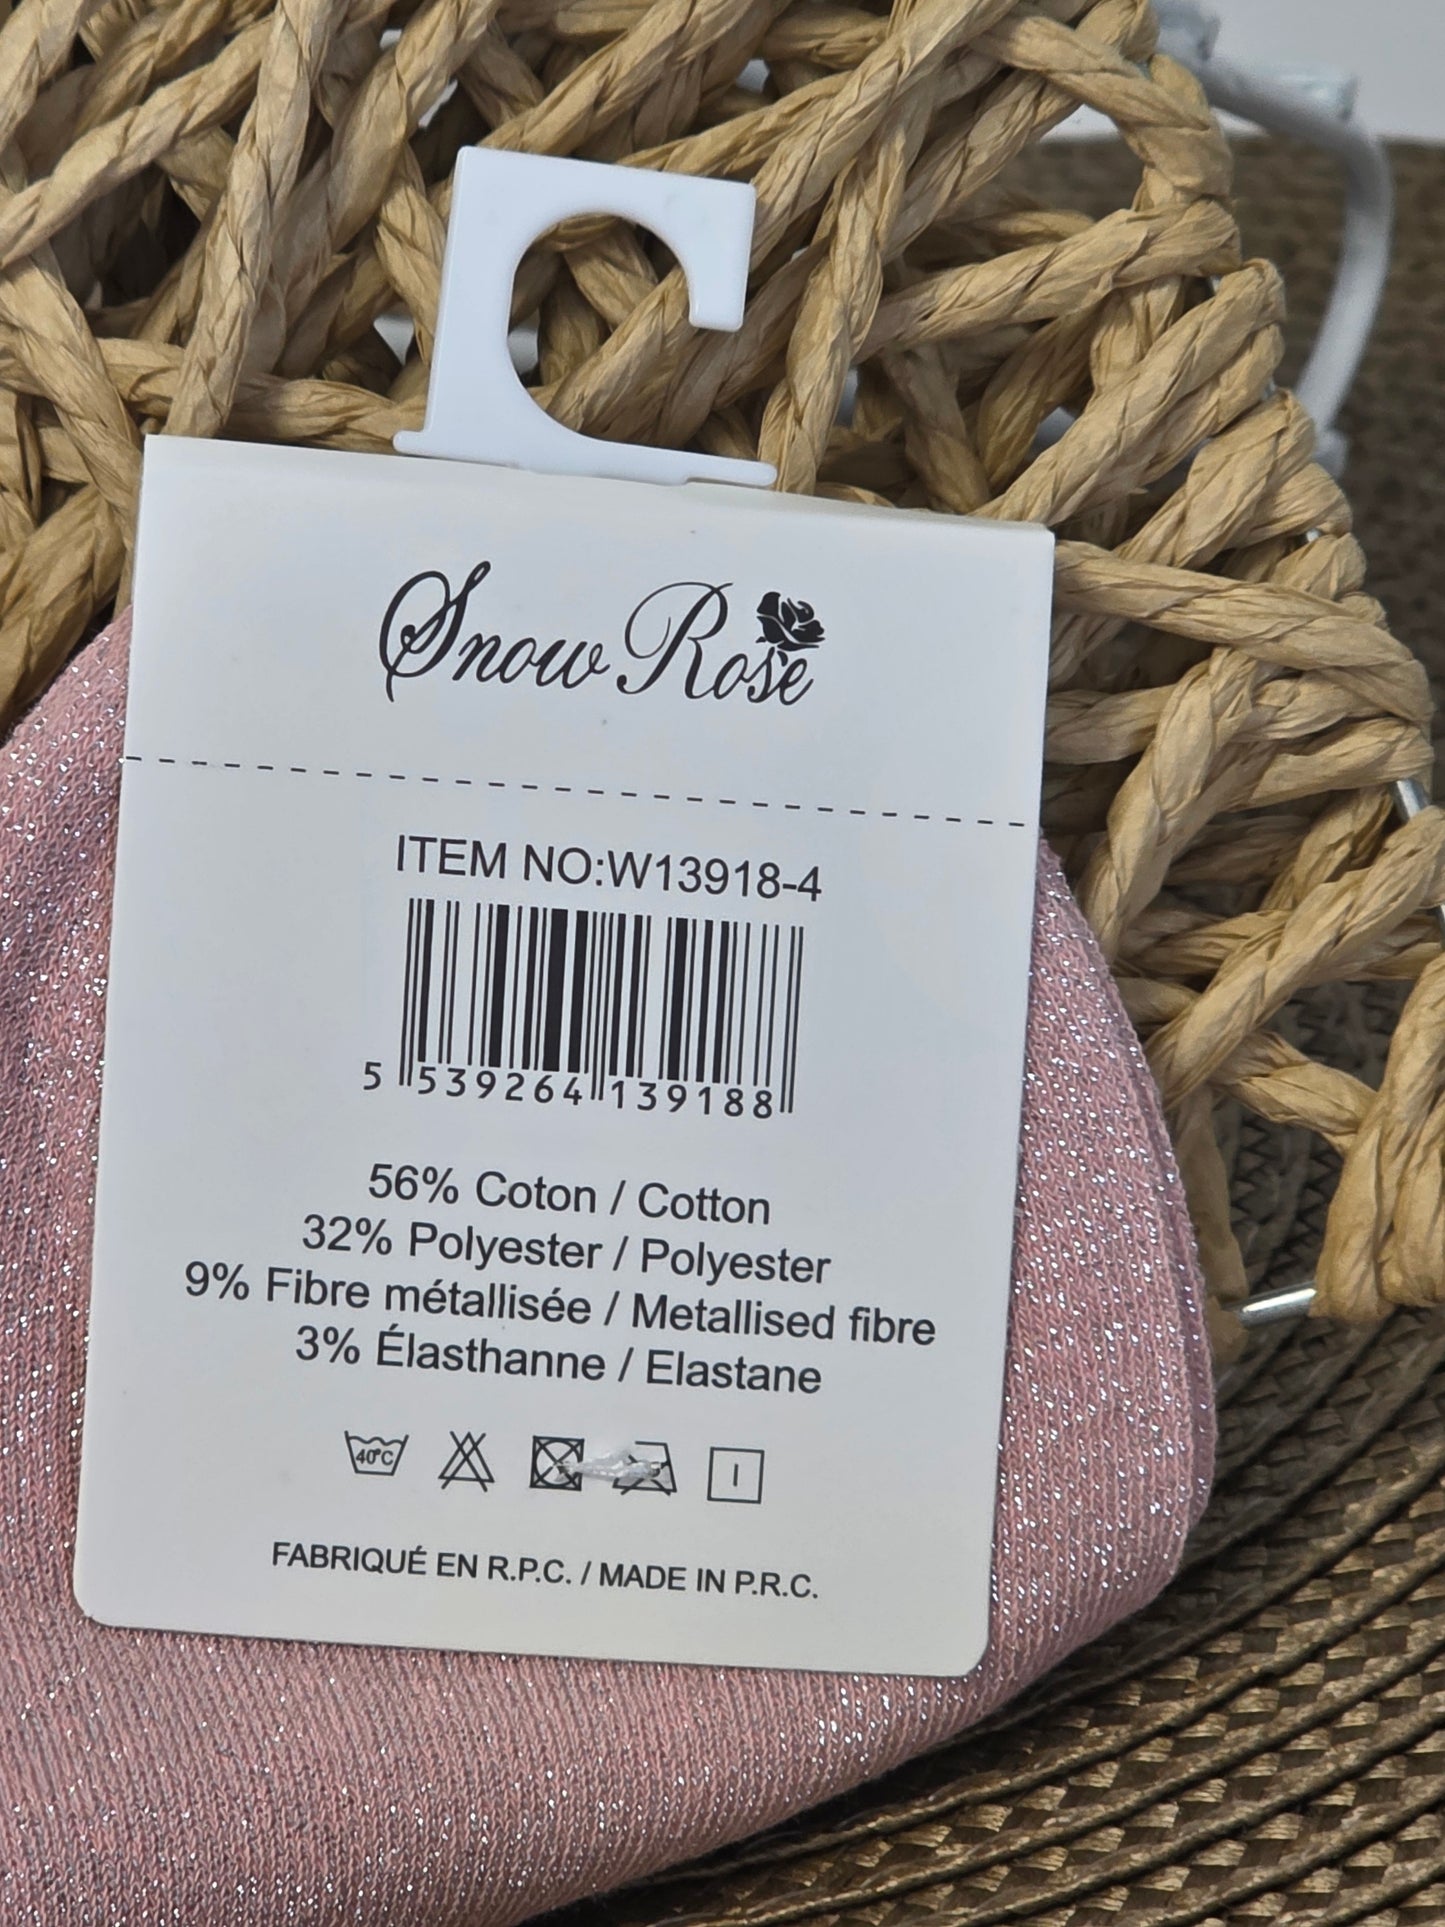 Snow Rose
ITEM NO:W13918-4
5 539264 139188
56% Coton / Cotton
32% Polyester / Polyester
9% Fibre métallisée / Metallised fibre
3% Élasthanne / Elastane
40°C
FABRIQUÉ EN R.P.C. / MADE IN P.R.C.